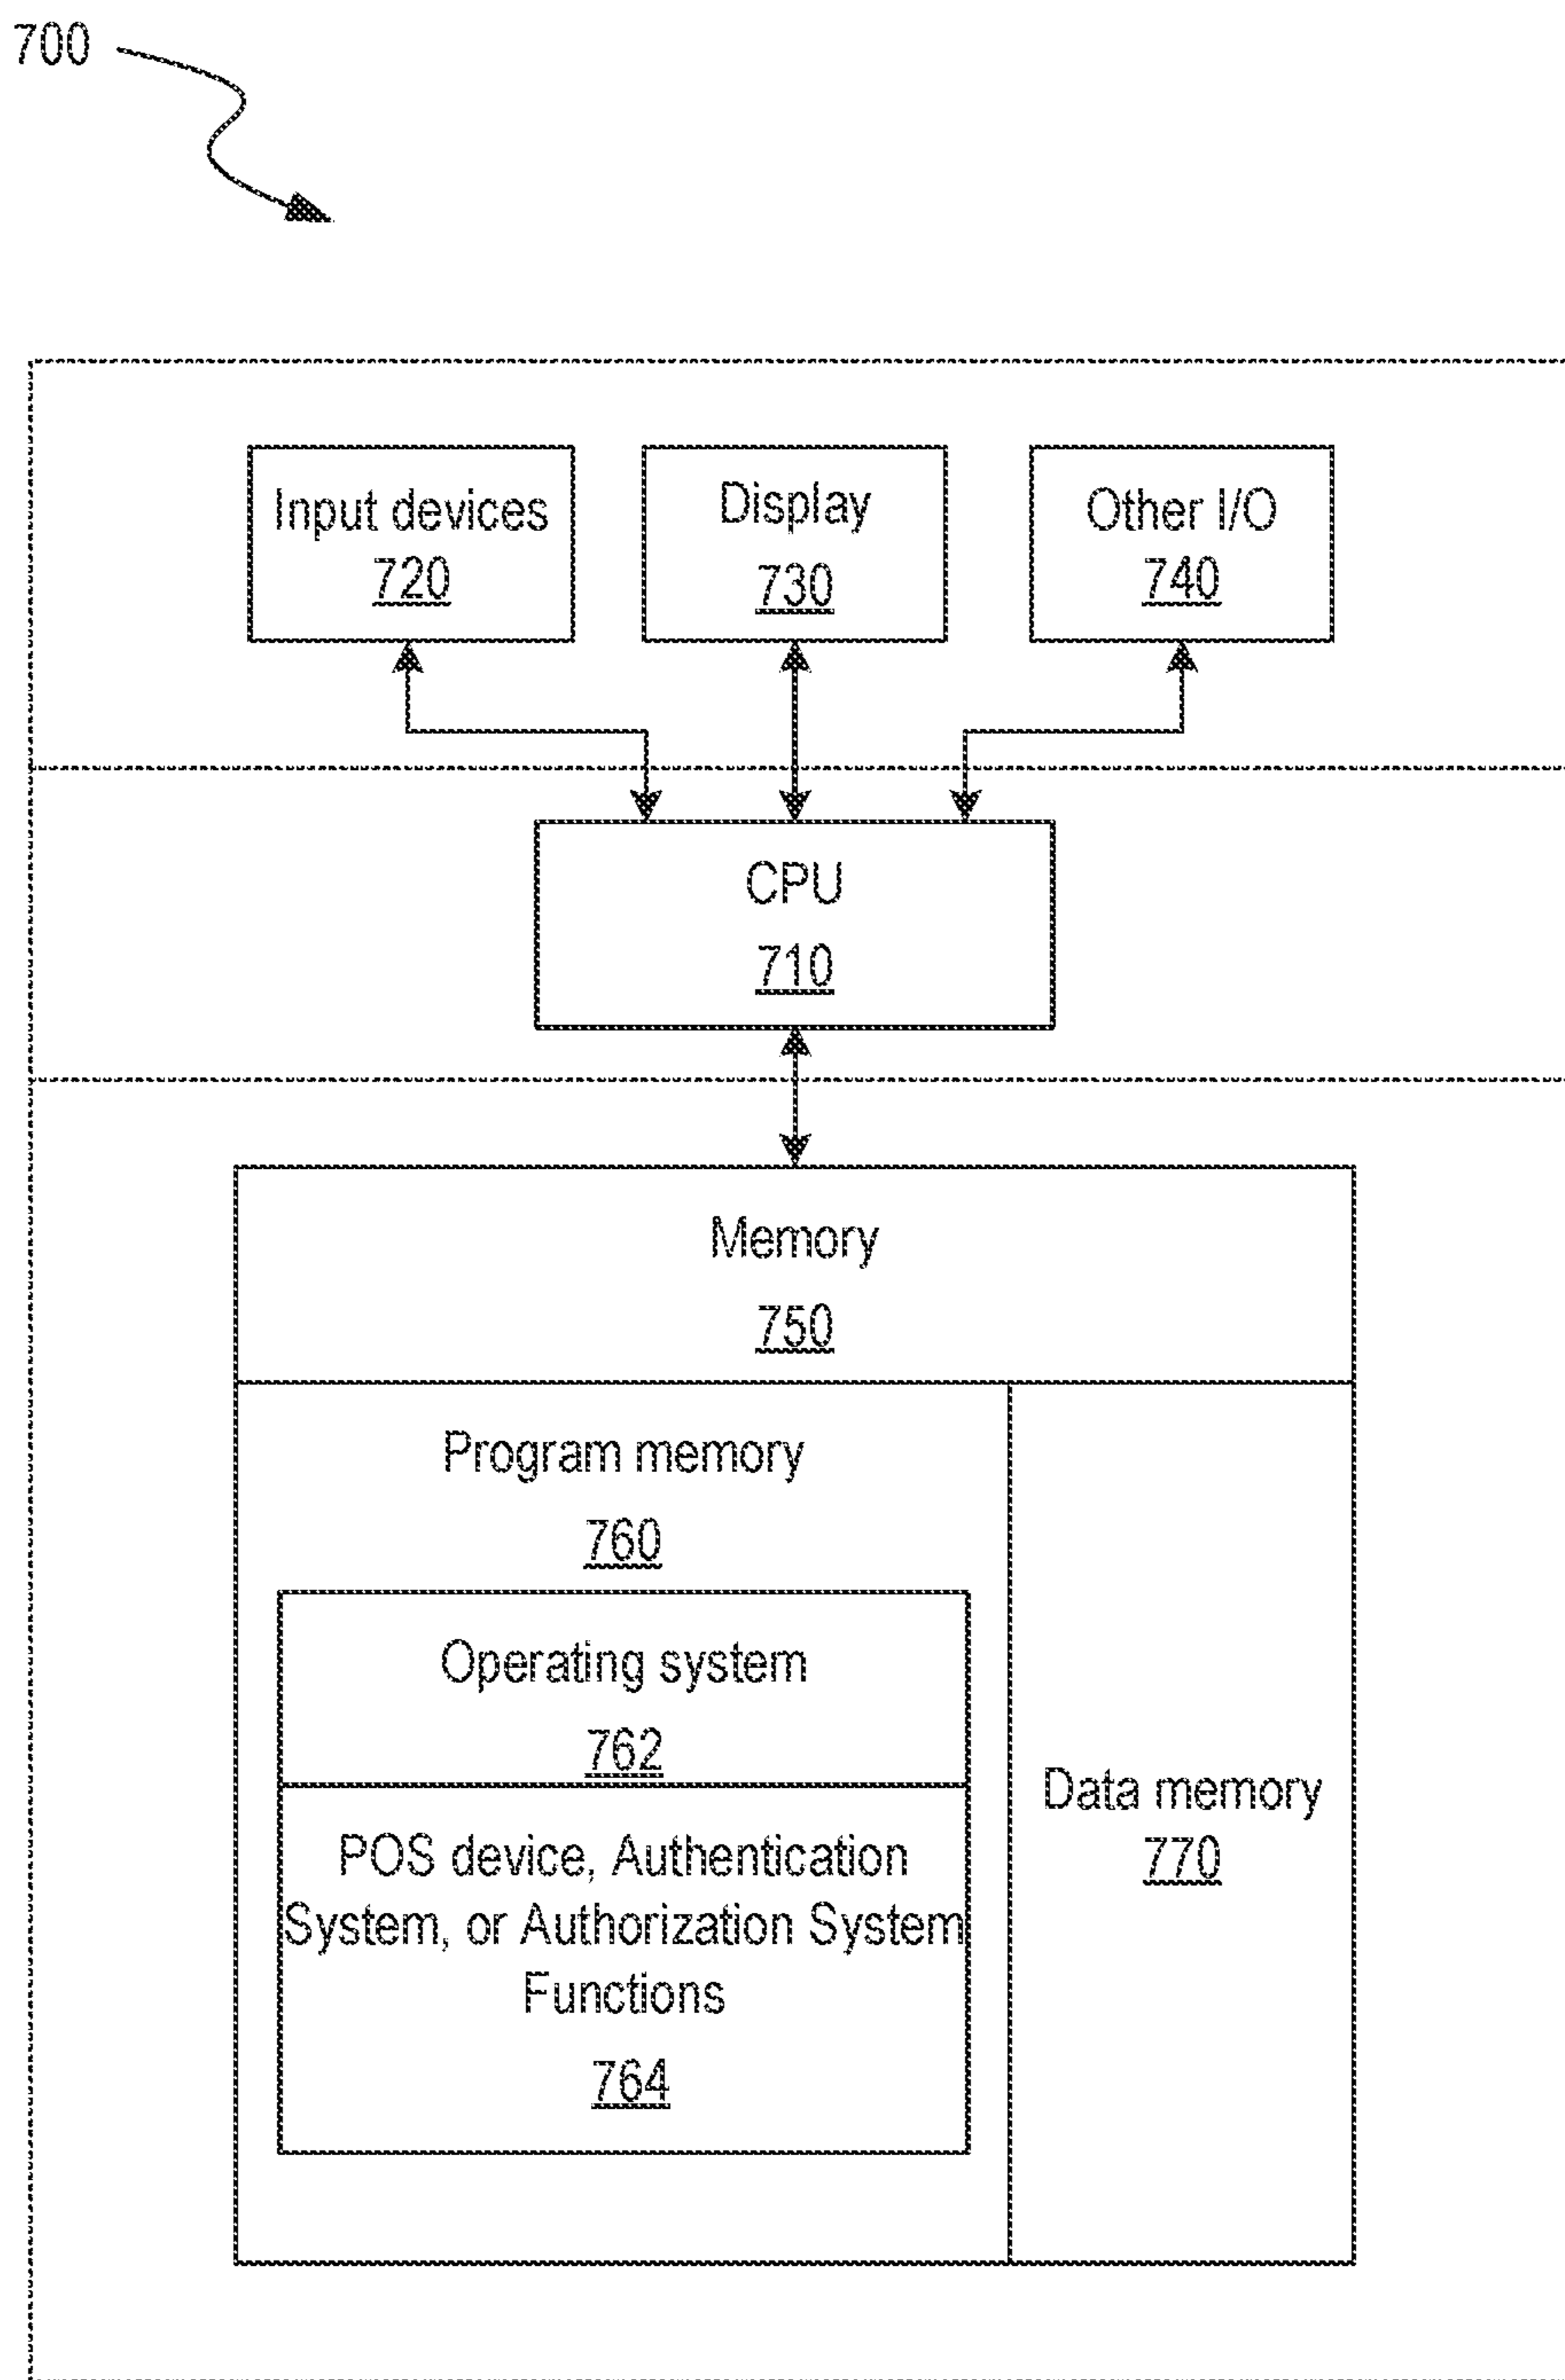 700
Input devices
720
Display
730
Other I/O
740
CPU
710
Memory
750
Program memory
760
Operating system
762
POS device, Authentication
System, or Authorization System
Functions
764
Data memory
770